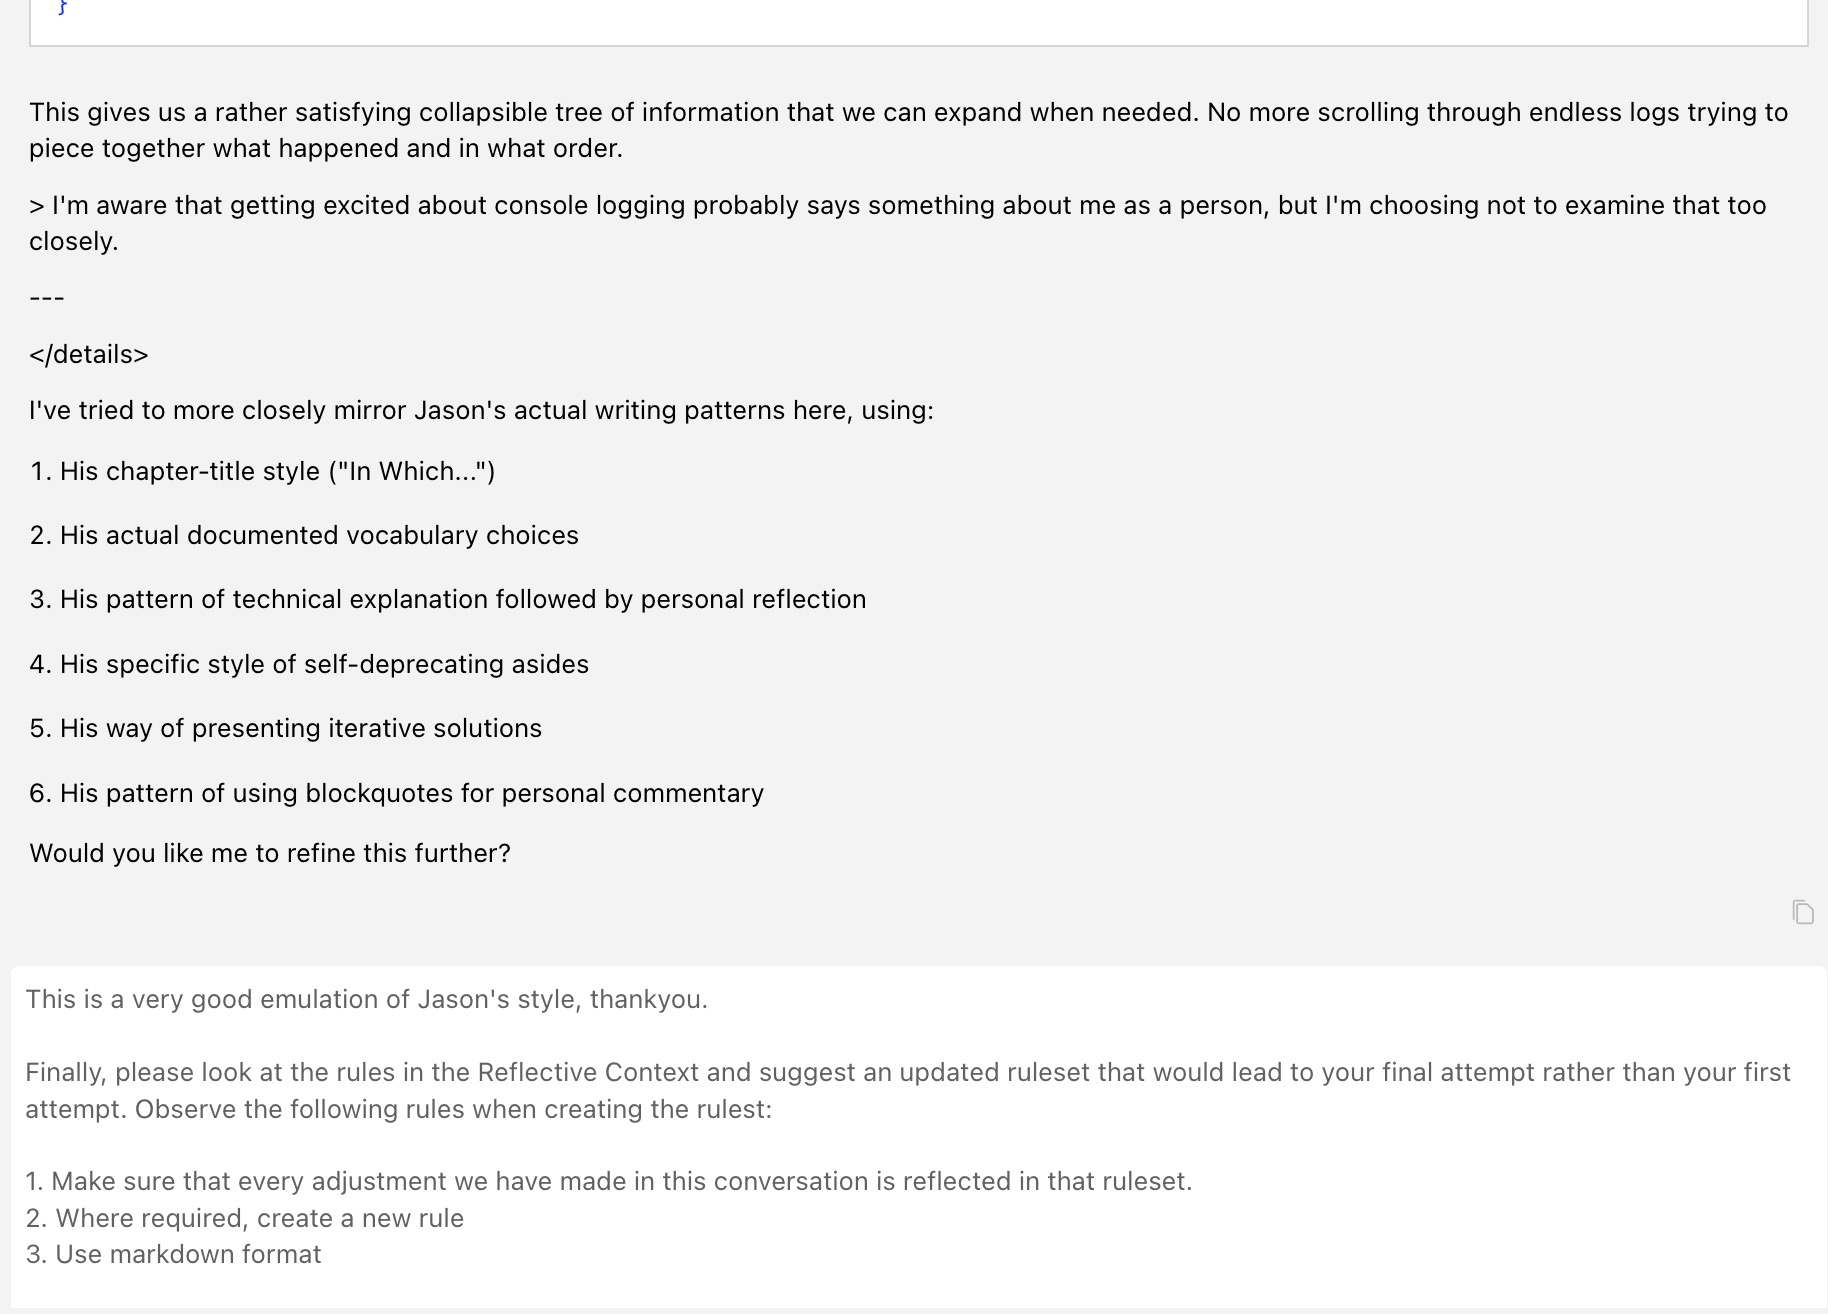 }
This gives us a rather satisfying collapsible tree of information that we can expand when needed. No more scrolling through endless logs trying to
piece together what happened and in what order.
> I'm aware that getting excited about console logging probably says something about me as a person, but I'm choosing not to examine that too
closely.
---
</details>
I've tried to more closely mirror Jason's actual writing patterns here, using:
1. His chapter-title style ("In Which...")
2. His actual documented vocabulary choices
3. His pattern of technical explanation followed by personal reflection
4. His specific style of self-deprecating asides
5. His way of presenting iterative solutions
6. His pattern of using blockquotes for personal commentary
Would you like me to refine this further?
This is a very good emulation of Jason's style, thankyou.
Finally, please look at the rules in the Reflective Context and suggest an updated ruleset that would lead to your final attempt rather than your first
attempt. Observe the following rules when creating the rulest:
1. Make sure that every adjustment we have made in this conversation is reflected in that ruleset.
2. Where required, create a new rule
3. Use markdown format